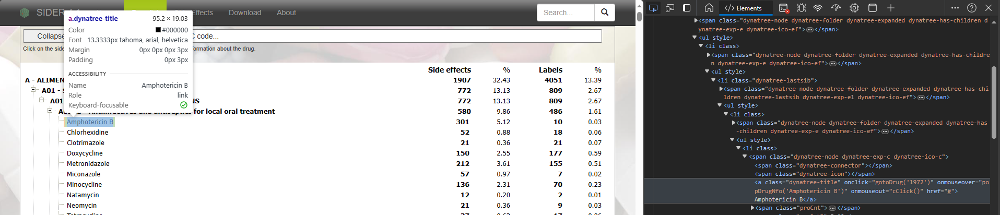 SIDER
Effects
Download
About
Search...
Elements
a.dynatree-title 95.2 × 19.03
Color #000000
Font 13.3333px tahoma, arial, helvetica
Margin 0px 0px 0px 3px
Padding 0px 3px
ACCESSIBILITY
Name Amphotericin B
Role link
Keyboard-focusable
Collapse
C code...
Click on the side
formation about the drug.
Side effects % Labels %
A - ALIMEN 1907 32.43 4051 13.39
A01 - S 772 13.13 809 2.67
A01 NS 772 13.13 809 2.67
and antiseptics for local oral treatment 580 9.86 486 1.61
Amphotericin B 301 5.12 10 0.03
Chlorhexidine 52 0.88 18 0.06
Clotrimazole 21 0.36 21 0.07
Doxycycline 150 2.55 177 0.59
Metronidazole 212 3.61 155 0.51
Miconazole 57 0.97 7 0.02
Minocycline 136 2.31 70 0.23
Natamycin 12 0.20 2 0.01
Neomycin 21 0.36 9 0.03
<span class="dynatree-node dynatree-folder dynatree-expanded dynatree-has-children d
ynatree-exp-e dynatree-ico-ef">…</span>
<ul style>
<li class>
<span class="dynatree-node dynatree-folder dynatree-expanded dynatree-has-childre
n dynatree-exp-e dynatree-ico-ef">…</span>
<ul style>
<li class="dynatree-lastsib">
<span class="dynatree-node dynatree-folder dynatree-expanded dynatree-has-chi
ldren dynatree-lastsib dynatree-exp-el dynatree-ico-ef">…</span>
<ul style>
<li class>
<span class="dynatree-node dynatree-folder dynatree-expanded dynatree-has
-children dynatree-exp-e dynatree-ico-ef">…</span>
<ul style>
<li class>
<span class="dynatree-node dynatree-exp-c dynatree-ico-c">
<span class="dynatree-connector"></span>
<span class="dynatree-icon"></span>
<a class="dynatree-title" onclick="gotoDrug('1972')" onmouseover="po
pDrugNfo('Amphotericin B')" onmouseout="cClick()" href="#">
Amphotericin B</a>
<span class="proCnt">…</span>